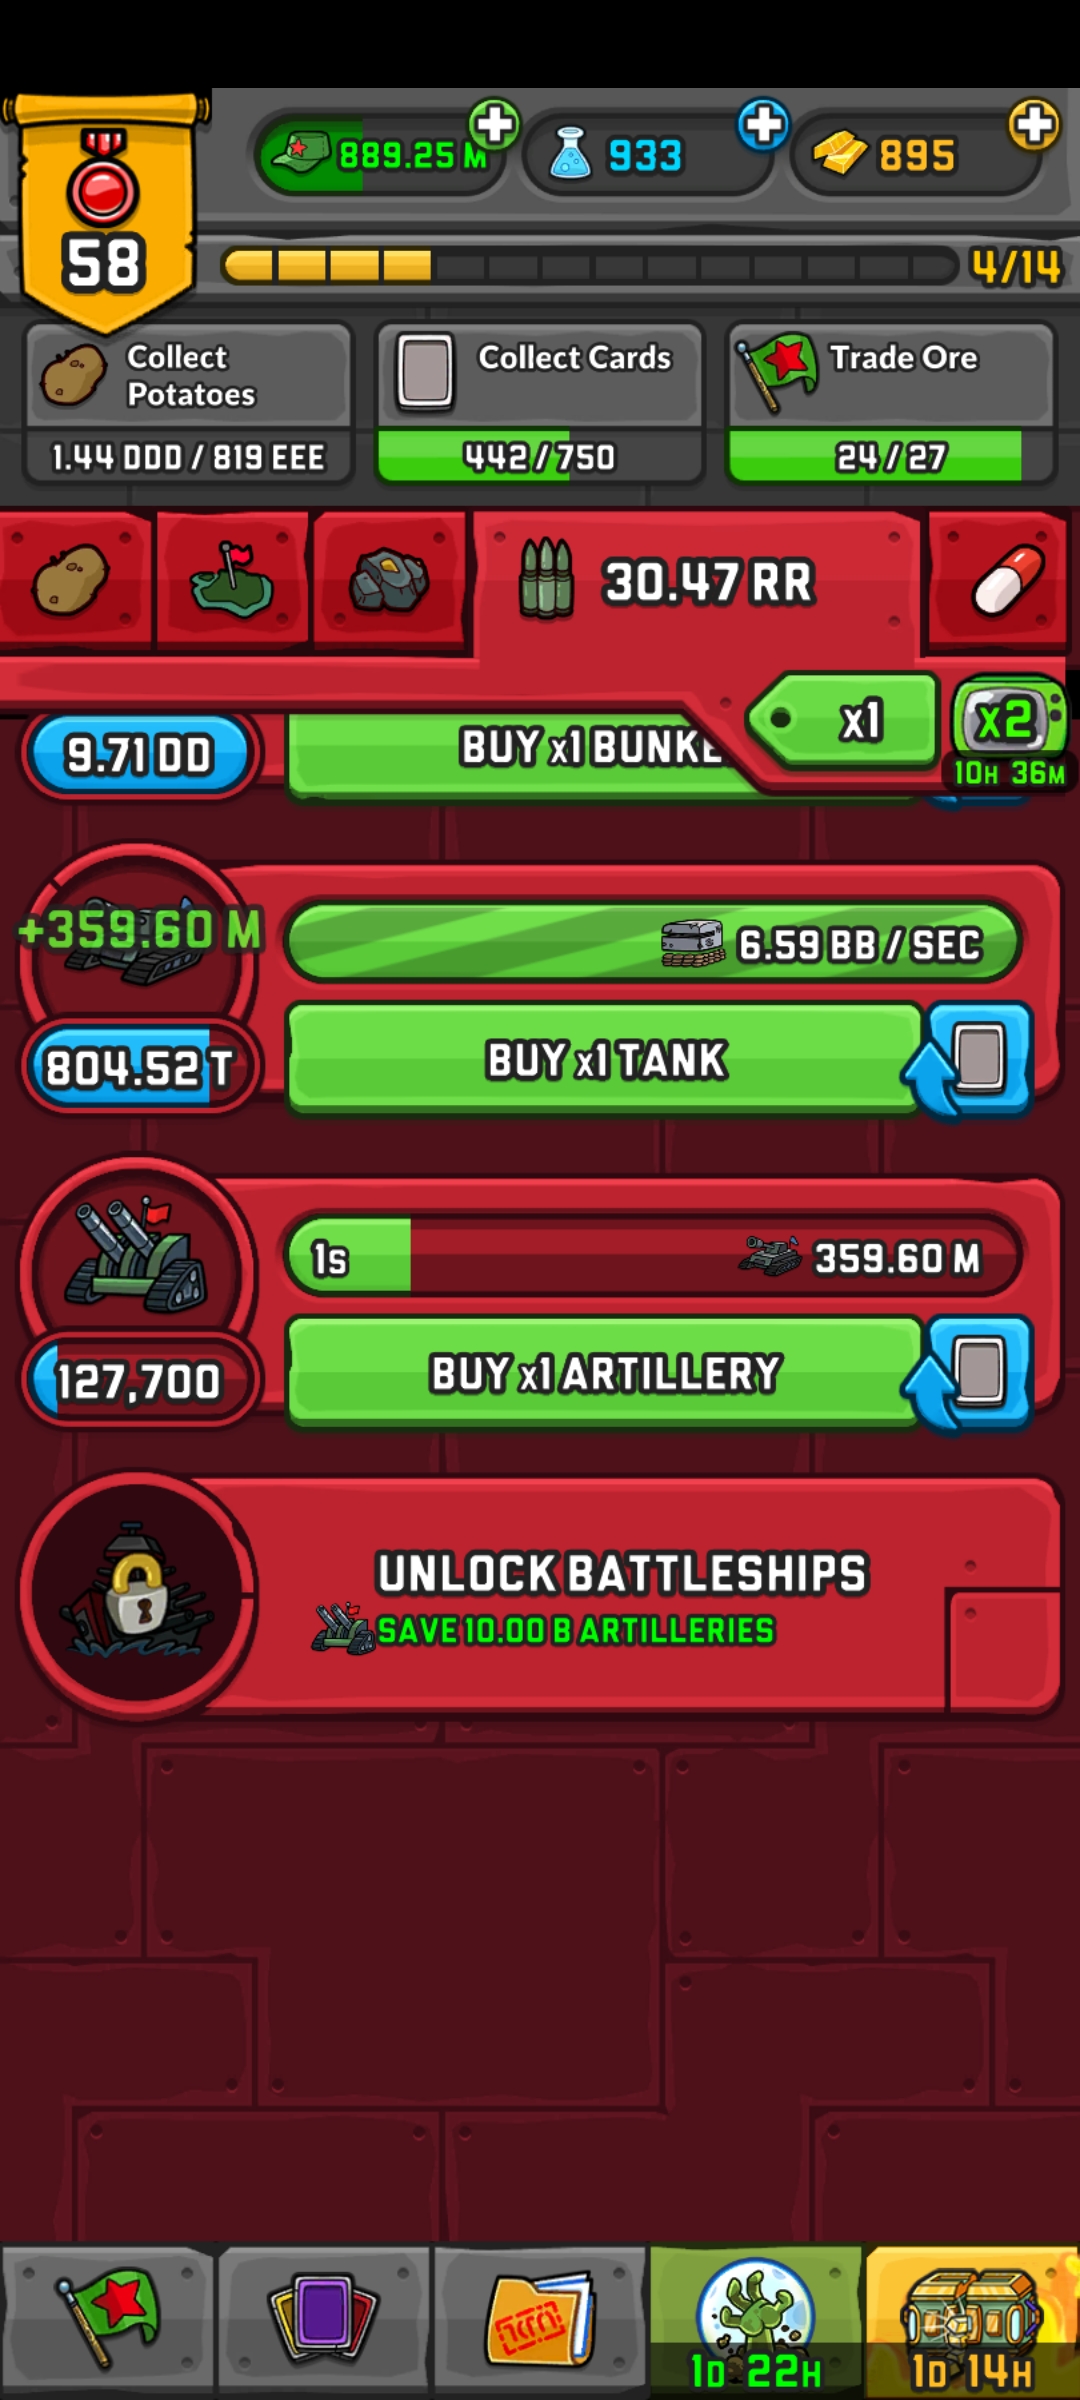 889.25 M
933
895
58
4/14
Collect
Potatoes
1.44 DDD / 819 EEE
Collect Cards
442 / 750
Trade Ore
24 / 27
30.47 RR
x1
x2
10H 36M
9.71 DD
BUY x1 BUNKE
+359.60 M
6.59 BB / SEC
804.52 T
BUY x1 TANK
1s
359.60 M
127,700
BUY x1 ARTILLERY
UNLOCK BATTLESHIPS
SAVE 10.00 B ARTILLERIES
1D 22H
1D 14H